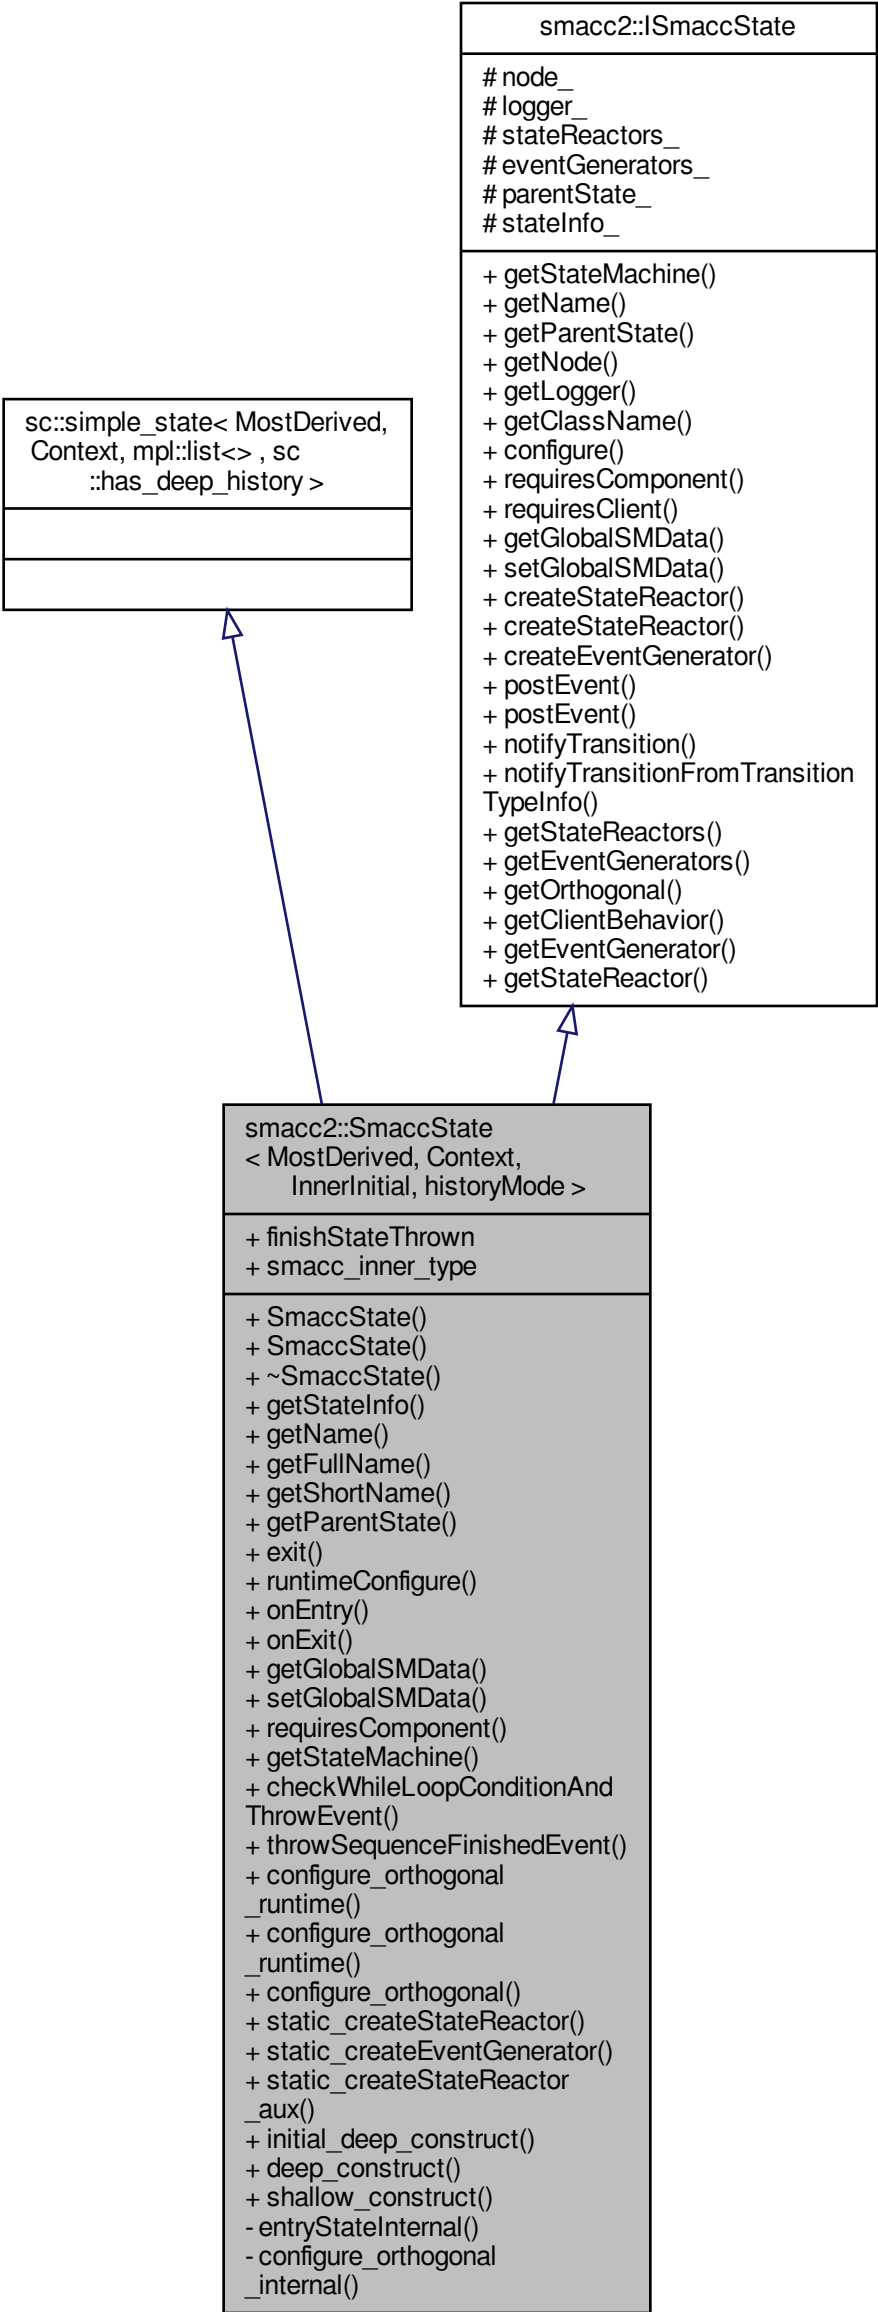 smacc2::ISmaccState
# node_
# logger_
# stateReactors_
# eventGenerators_
# parentState_
# stateInfo_
+ getStateMachine()
+ getName()
+ getParentState()
+ getNode()
+ getLogger()
+ getClassName()
+ configure()
+ requiresComponent()
+ requiresClient()
+ getGlobalSMData()
+ setGlobalSMData()
+ createStateReactor()
+ createStateReactor()
+ createEventGenerator()
+ postEvent()
+ postEvent()
+ notifyTransition()
+ notifyTransitionFromTransition
TypeInfo()
+ getStateReactors()
+ getEventGenerators()
+ getOrthogonal()
+ getClientBehavior()
+ getEventGenerator()
+ getStateReactor()
sc::simple_state< MostDerived,
Context, mpl::list<> , sc
::has_deep_history >
smacc2::SmaccState
< MostDerived, Context,
InnerInitial, historyMode >
+ finishStateThrown
+ smacc_inner_type
+ SmaccState()
+ SmaccState()
+ ~SmaccState()
+ getStateInfo()
+ getName()
+ getFullName()
+ getShortName()
+ getParentState()
+ exit()
+ runtimeConfigure()
+ onEntry()
+ onExit()
+ getGlobalSMData()
+ setGlobalSMData()
+ requiresComponent()
+ getStateMachine()
+ checkWhileLoopConditionAnd
ThrowEvent()
+ throwSequenceFinishedEvent()
+ configure_orthogonal
_runtime()
+ configure_orthogonal
_runtime()
+ configure_orthogonal()
+ static_createStateReactor()
+ static_createEventGenerator()
+ static_createStateReactor
_aux()
+ initial_deep_construct()
+ deep_construct()
+ shallow_construct()
- entryStateInternal()
- configure_orthogonal
_internal()